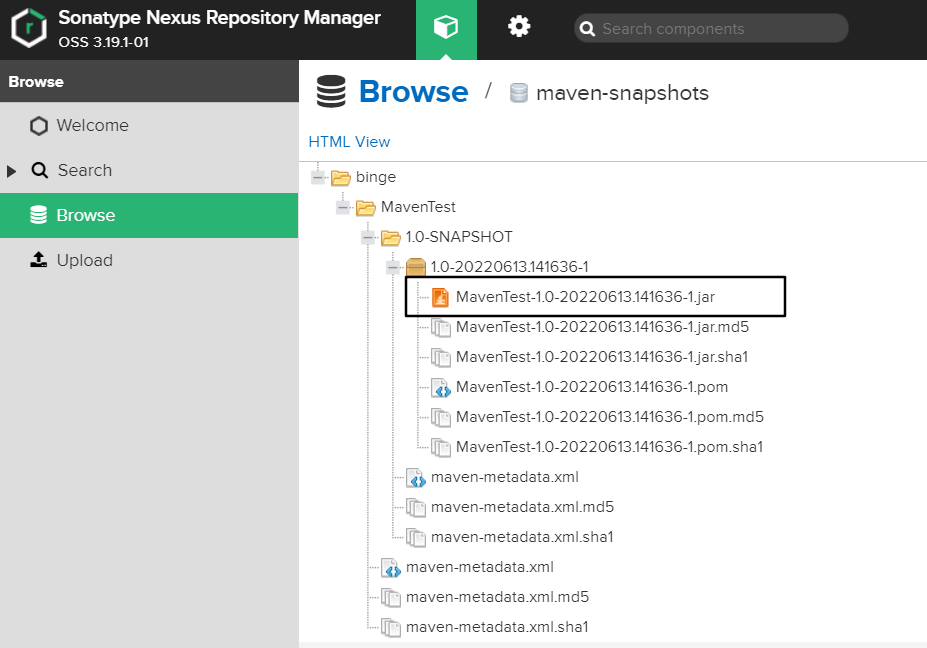 Sonatype Nexus Repository Manager
OSS 3.19.1-01
Search components
Browse
Welcome
Search
Browse
Upload
Browse / maven-snapshots
HTML View
binge
MavenTest
1.0-SNAPSHOT
1.0-20220613.141636-1
MavenTest-1.0-20220613.141636-1.jar
MavenTest-1.0-20220613.141636-1.jar.md5
MavenTest-1.0-20220613.141636-1.jar.sha1
MavenTest-1.0-20220613.141636-1.pom
MavenTest-1.0-20220613.141636-1.pom.md5
MavenTest-1.0-20220613.141636-1.pom.sha1
maven-metadata.xml
maven-metadata.xml.md5
maven-metadata.xml.sha1
maven-metadata.xml
maven-metadata.xml.md5
maven-metadata.xml.sha1